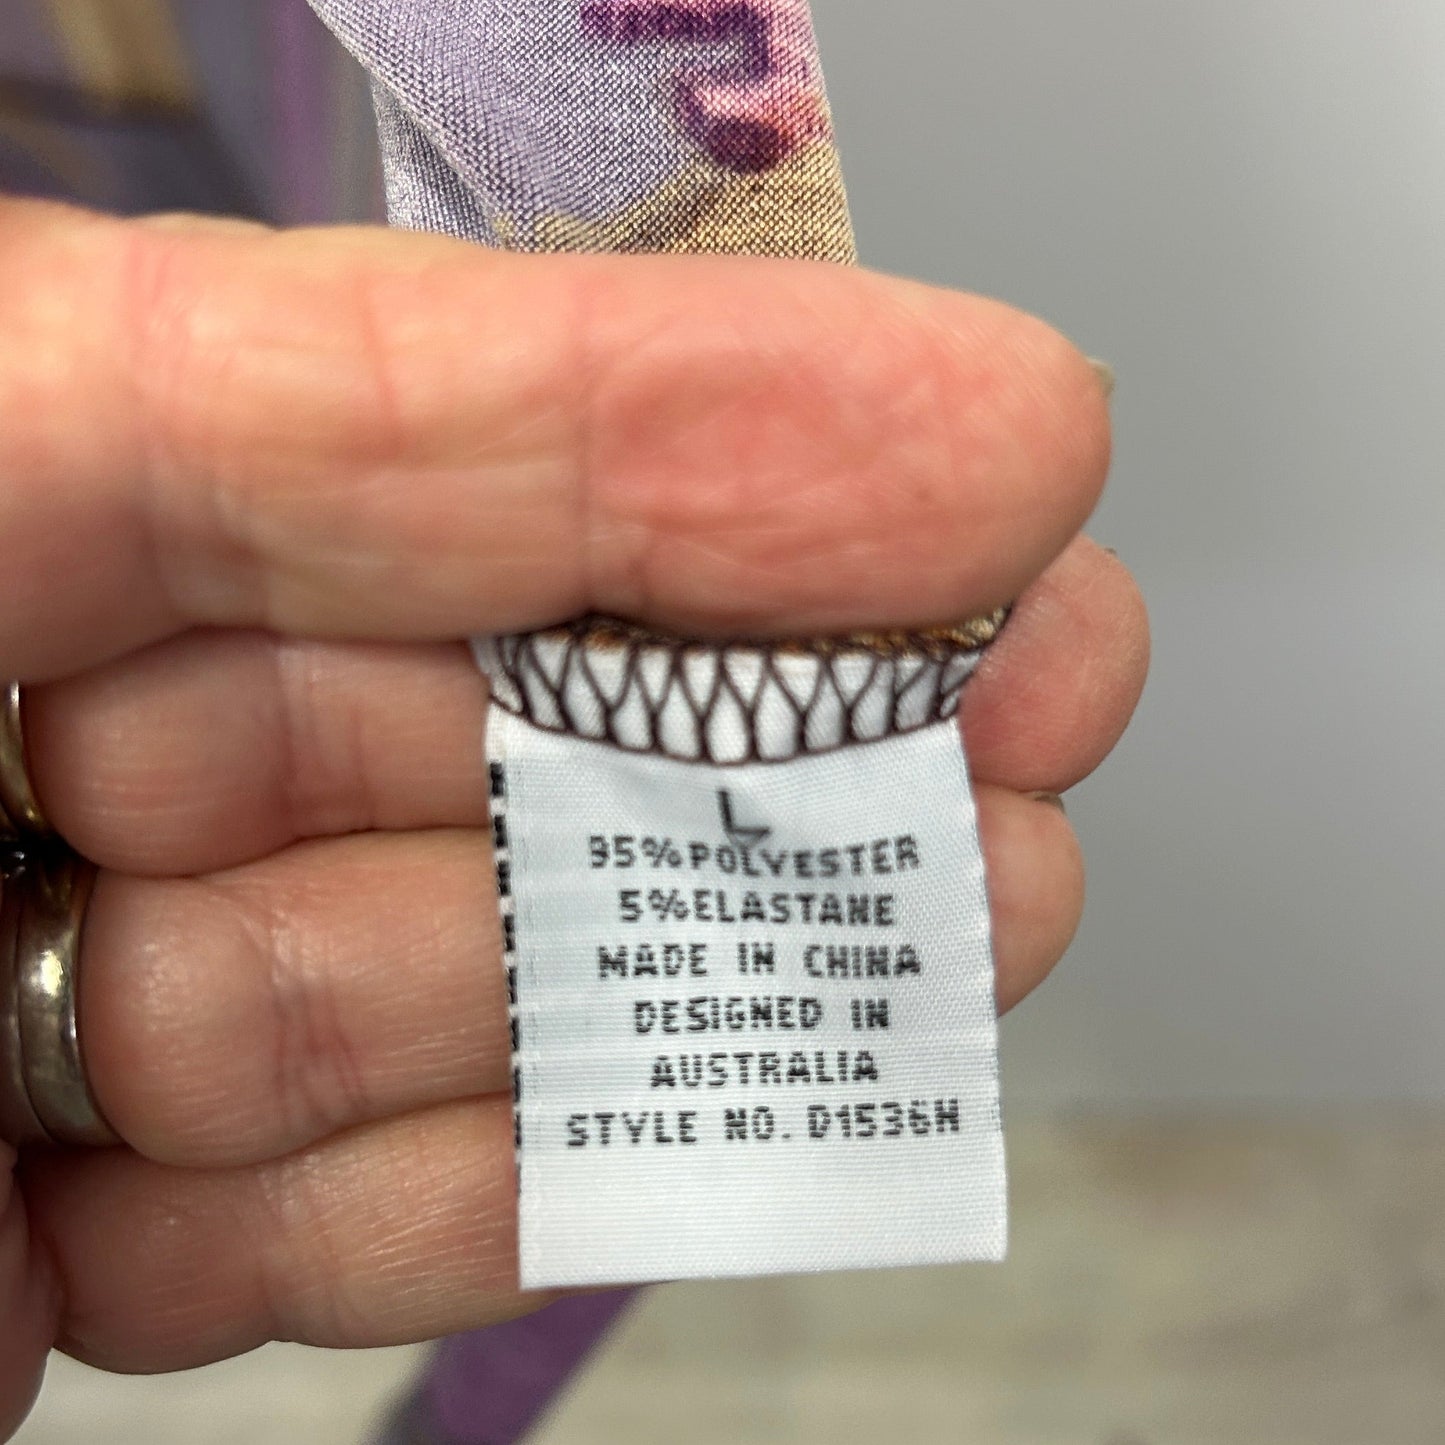 L
95%POLYESTER
5%ELASTANE
MADE IN CHINA
DESIGNED IN
AUSTRALIA
STYLE NO. D1536H